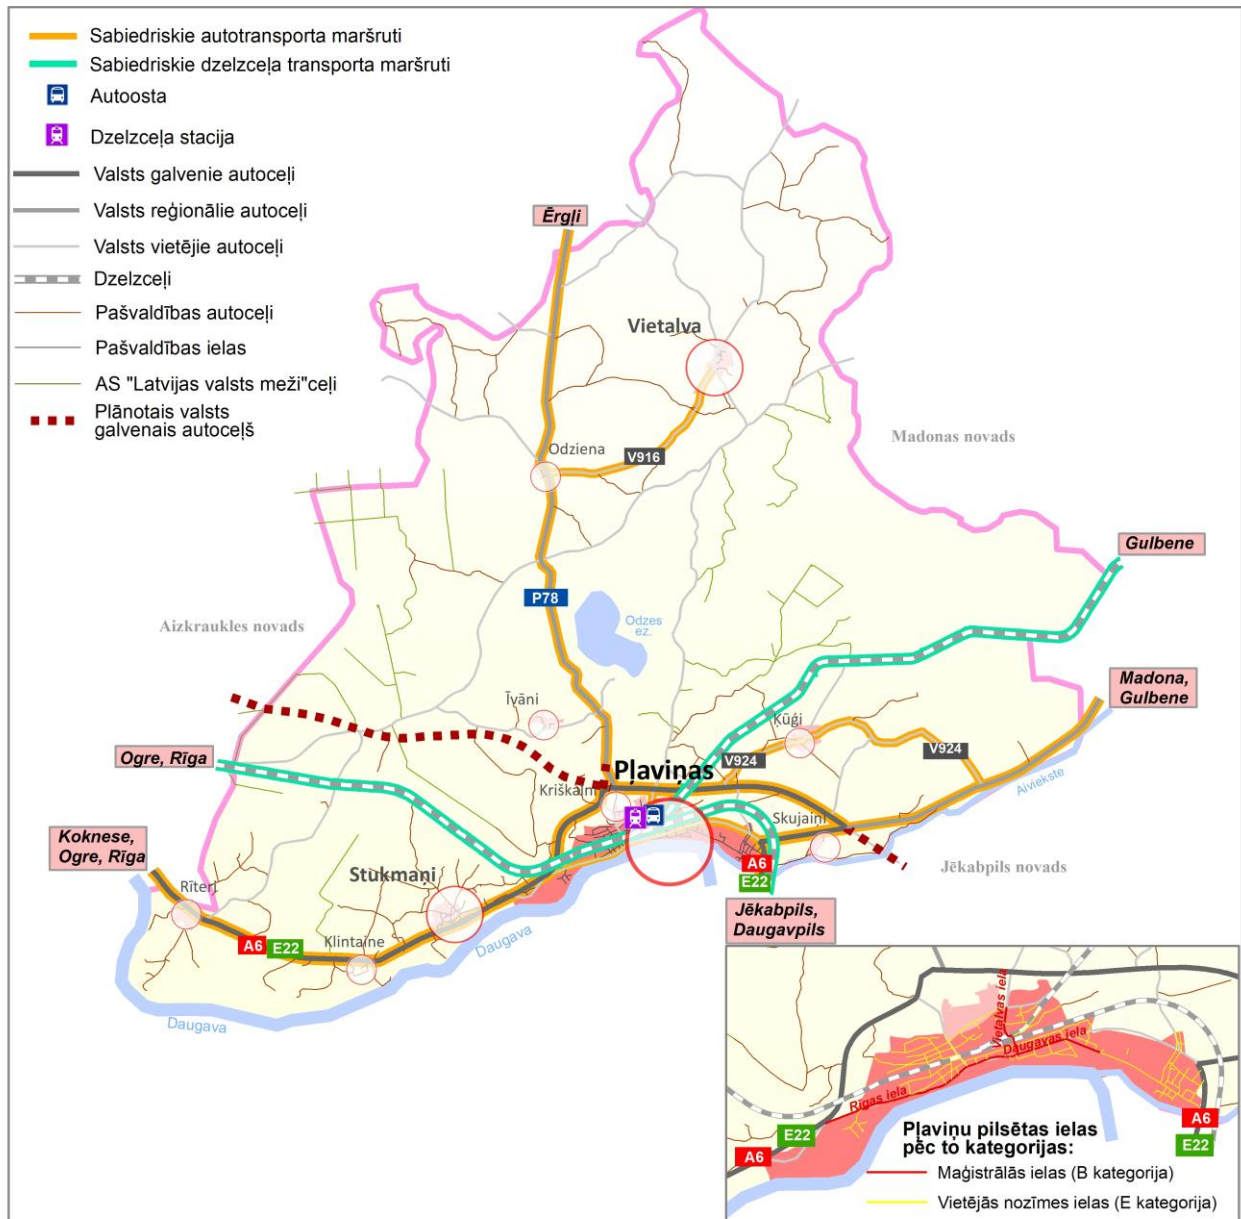 Sabiedriskie autotransporta maršruti
Sabiedriskie dzelzceļa transporta maršruti
Autoosta
Dzelzceļa stacija
Valsts galvenie autoceļi
Valsts reģionālie autoceļi
Valsts vietējie autoceļi
Dzelzceļi
Pašvaldības autoceļi
Pašvaldības ielas
AS "Latvijas valsts meži"ceļi
Plānotais valsts
galvenais autoceļš
Ērgļi
Vietalva
Madonas novads
Odziena
V916
Gulbene
P78
Odzes
ez.
Aizkraukles novads
Madona,
Gulbene
Īvāni
Ķūģi
V924
V924
Ogre, Rīga
Pļaviņas
Kriškalni
Aiviekste
Skujaiņi
Koknese,
Ogre, Rīga
A6
E22
Jēkabpils novads
Stukmaņi
Rīteri
Jēkabpils,
Daugavpils
Klintaine
A6
E22
Daugava
Daugava
Vietalvas iela
Daugavas iela
Rīgas iela
E22
A6
A6
E22
Pļaviņu pilsētas ielas
pēc to kategorijas:
Maģistrālās ielas (B kategorija)
Vietējās nozīmes ielas (E kategorija)